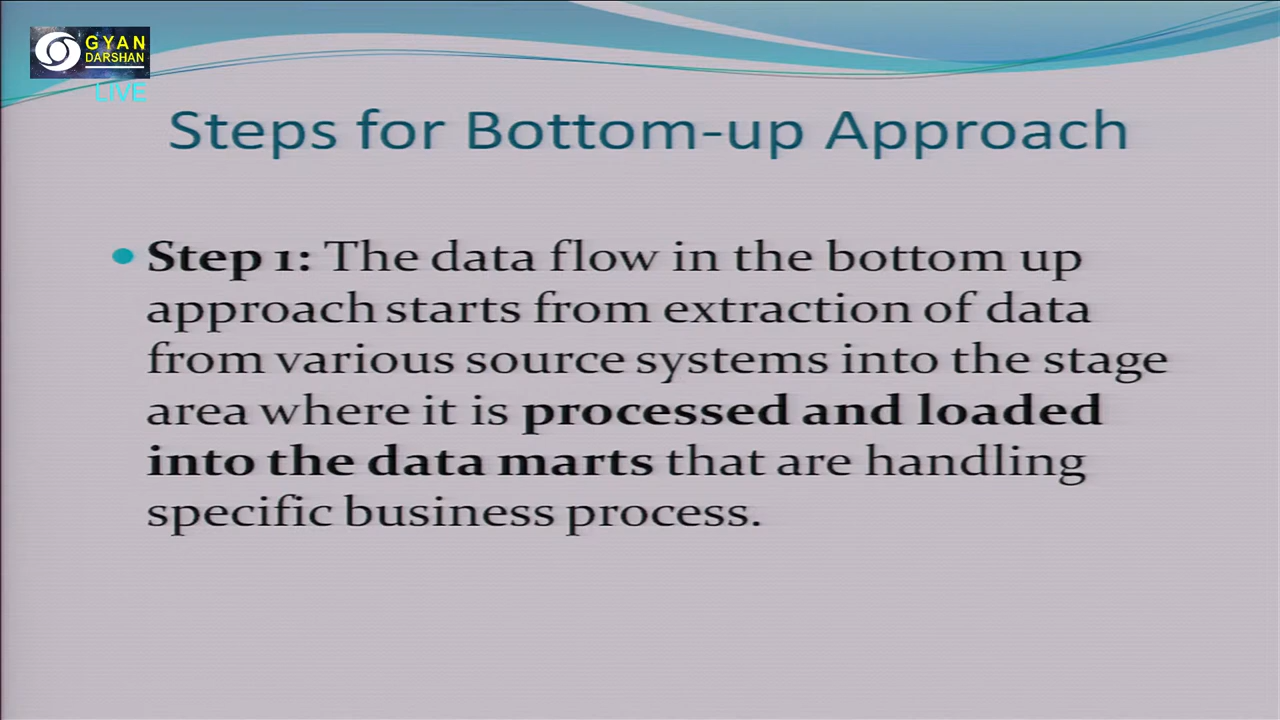 GYAN
DARSHAN
LIVE
Steps for Bottom-up Approach
• Step 1: The data flow in the bottom up
approach starts from extraction of data
from various source systems into the stage
area where it is processed and loaded
into the data marts that are handling
specific business process.